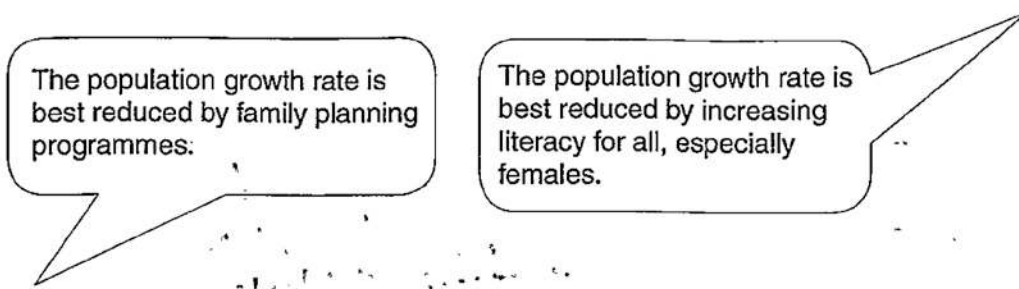 The population growth rate is
best reduced by family planning
programmes.
The population growth rate is
best reduced by increasing
literacy for all, especially
females.